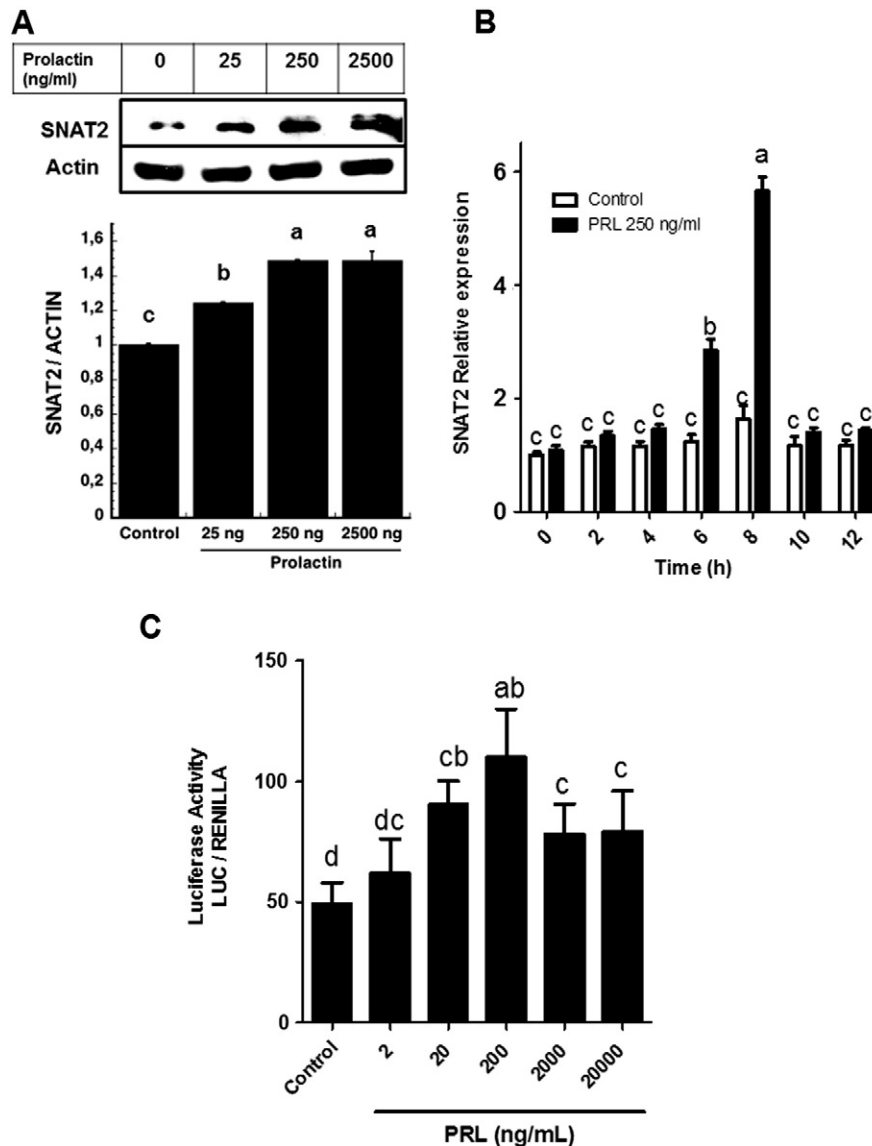 A
Prolactin (ng/ml) 0 25 250 2500
SNAT2
Actin
SNAT2 / ACTIN
1,6
1,4
1,2
1
0,8
0,6
0,4
0,2
0
c b a a
Control 25 ng 250 ng 2500 ng
Prolactin
B
SNAT2 Relative expression
6
4
2
0
Control
PRL 250 ng/ml
c c c c c c c b c a c c c c
0 2 4 6 8 10 12
Time (h)
C
Luciferase Activity
LUC / RENILLA
150
100
50
0
d dc cb ab c c
Control 2 20 200 2000 20000
PRL (ng/mL)